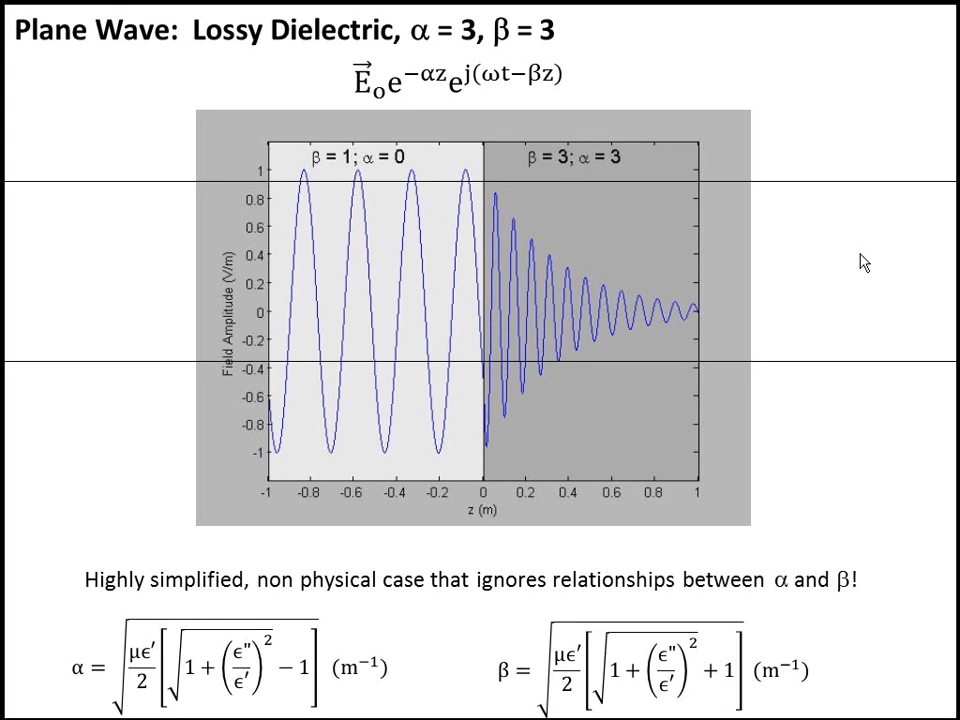 Plane Wave: Lossy Dielectric, α = 3, β = 3
E⃗ₒe^{−αz}e^{j(ωt−βz)}
β = 1; α = 0
β = 3; α = 3
1
0.8
0.6
0.4
0.2
0
-0.2
-0.4
-0.6
-0.8
-1
Field Amplitude (V/m)
-1 -0.8 -0.6 -0.4 -0.2 0 0.2 0.4 0.6 0.8 1
z (m)
Highly simplified, non physical case that ignores relationships between α and β!
α = √(μϵ′/2 [√(1 + (ϵ"/ϵ′)²) − 1]) (m⁻¹)
β = √(μϵ′/2 [√(1 + (ϵ"/ϵ′)²) + 1]) (m⁻¹)